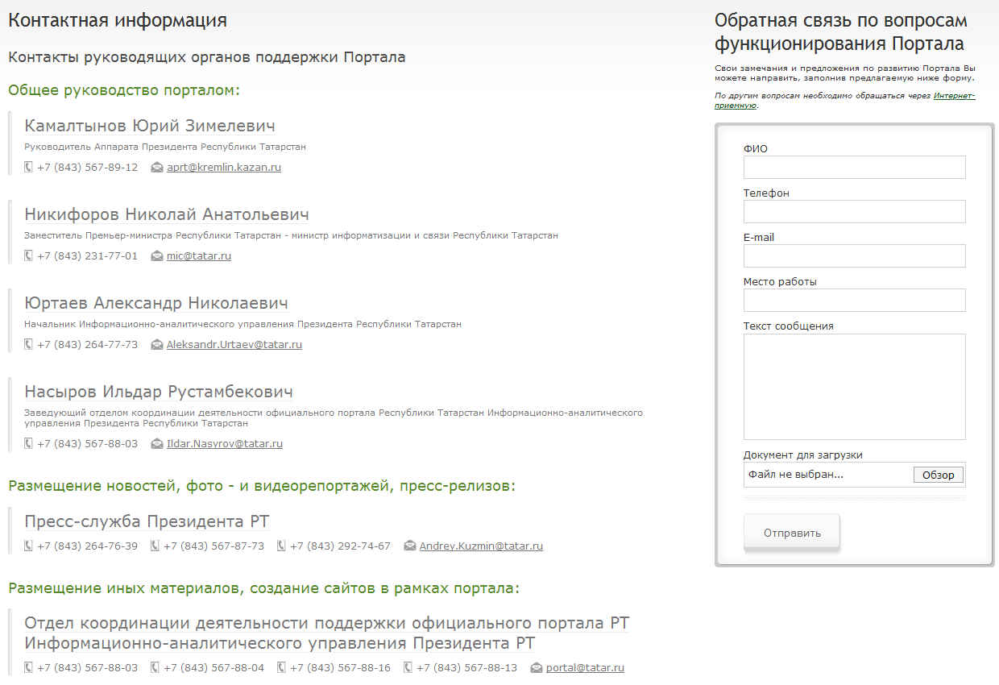 Контактная информация
Контакты руководящих органов поддержки Портала
Общее руководство порталом:
Камалтынов Юрий Зимелевич
Руководитель Аппарата Президента Республики Татарстан
+7 (843) 567-89-12 aprt@kremlin.kazan.ru
Никифоров Николай Анатольевич
Заместитель Премьер-министра Республики Татарстан - министр информатизации и связи Республики Татарстан
+7 (843) 231-77-01 mic@tatar.ru
Юртаев Александр Николаевич
Начальник Информационно-аналитического управления Президента Республики Татарстан
+7 (843) 264-77-73 Aleksandr.Urtaev@tatar.ru
Насыров Ильдар Рустамбекович
Заведующий отделом координации деятельности официального портала Республики Татарстан Информационно-аналитического
управления Президента Республики Татарстан
+7 (843) 567-88-03 Ildar.Nasyrov@tatar.ru
Размещение новостей, фото - и видеорепортажей, пресс-релизов:
Пресс-служба Президента РТ
+7 (843) 264-76-39 +7 (843) 567-87-73 +7 (843) 292-74-67 Andrey.Kuzmin@tatar.ru
Размещение иных материалов, создание сайтов в рамках портала:
Отдел координации деятельности поддержки официального портала РТ
Информационно-аналитического управления Президента РТ
+7 (843) 567-88-03 +7 (843) 567-88-04 +7 (843) 567-88-16 +7 (843) 567-88-13 portal@tatar.ru
Обратная связь по вопросам
функционирования Портала
Свои замечания и предложения по развитию Портала Вы
можете направить, заполнив предлагаемую ниже форму.
По другим вопросам необходимо обращаться через Интернет-
приемную.
ФИО
Телефон
E-mail
Место работы
Текст сообщения
Документ для загрузки
Файл не выбран... Обзор
Отправить